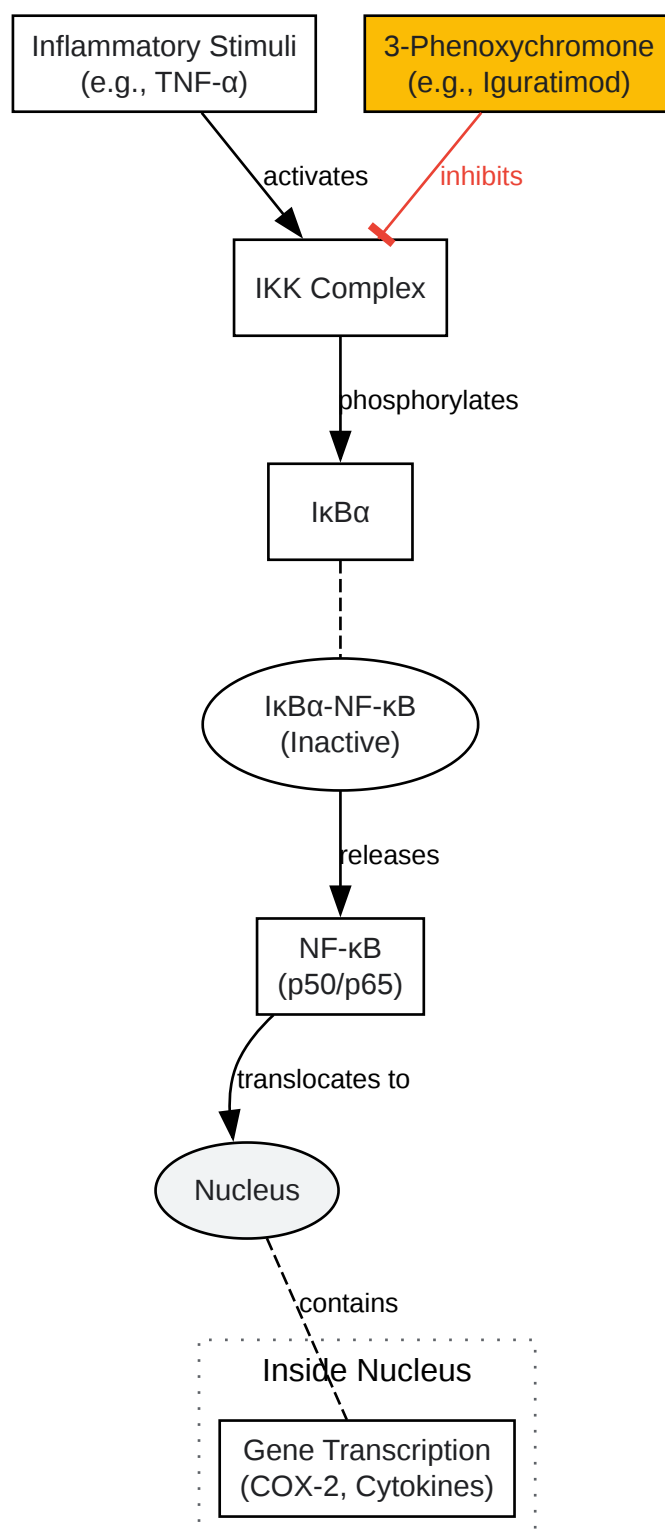 Inflammatory Stimuli
(e.g., TNF-α)
3-Phenoxychromone
(e.g., Iguratimod)
activates
inhibits
IKK Complex
phosphorylates
IκBα
IκBα-NF-κB
(Inactive)
releases
NF-κB
(p50/p65)
translocates to
Nucleus
contains
Inside Nucleus
Gene Transcription
(COX-2, Cytokines)